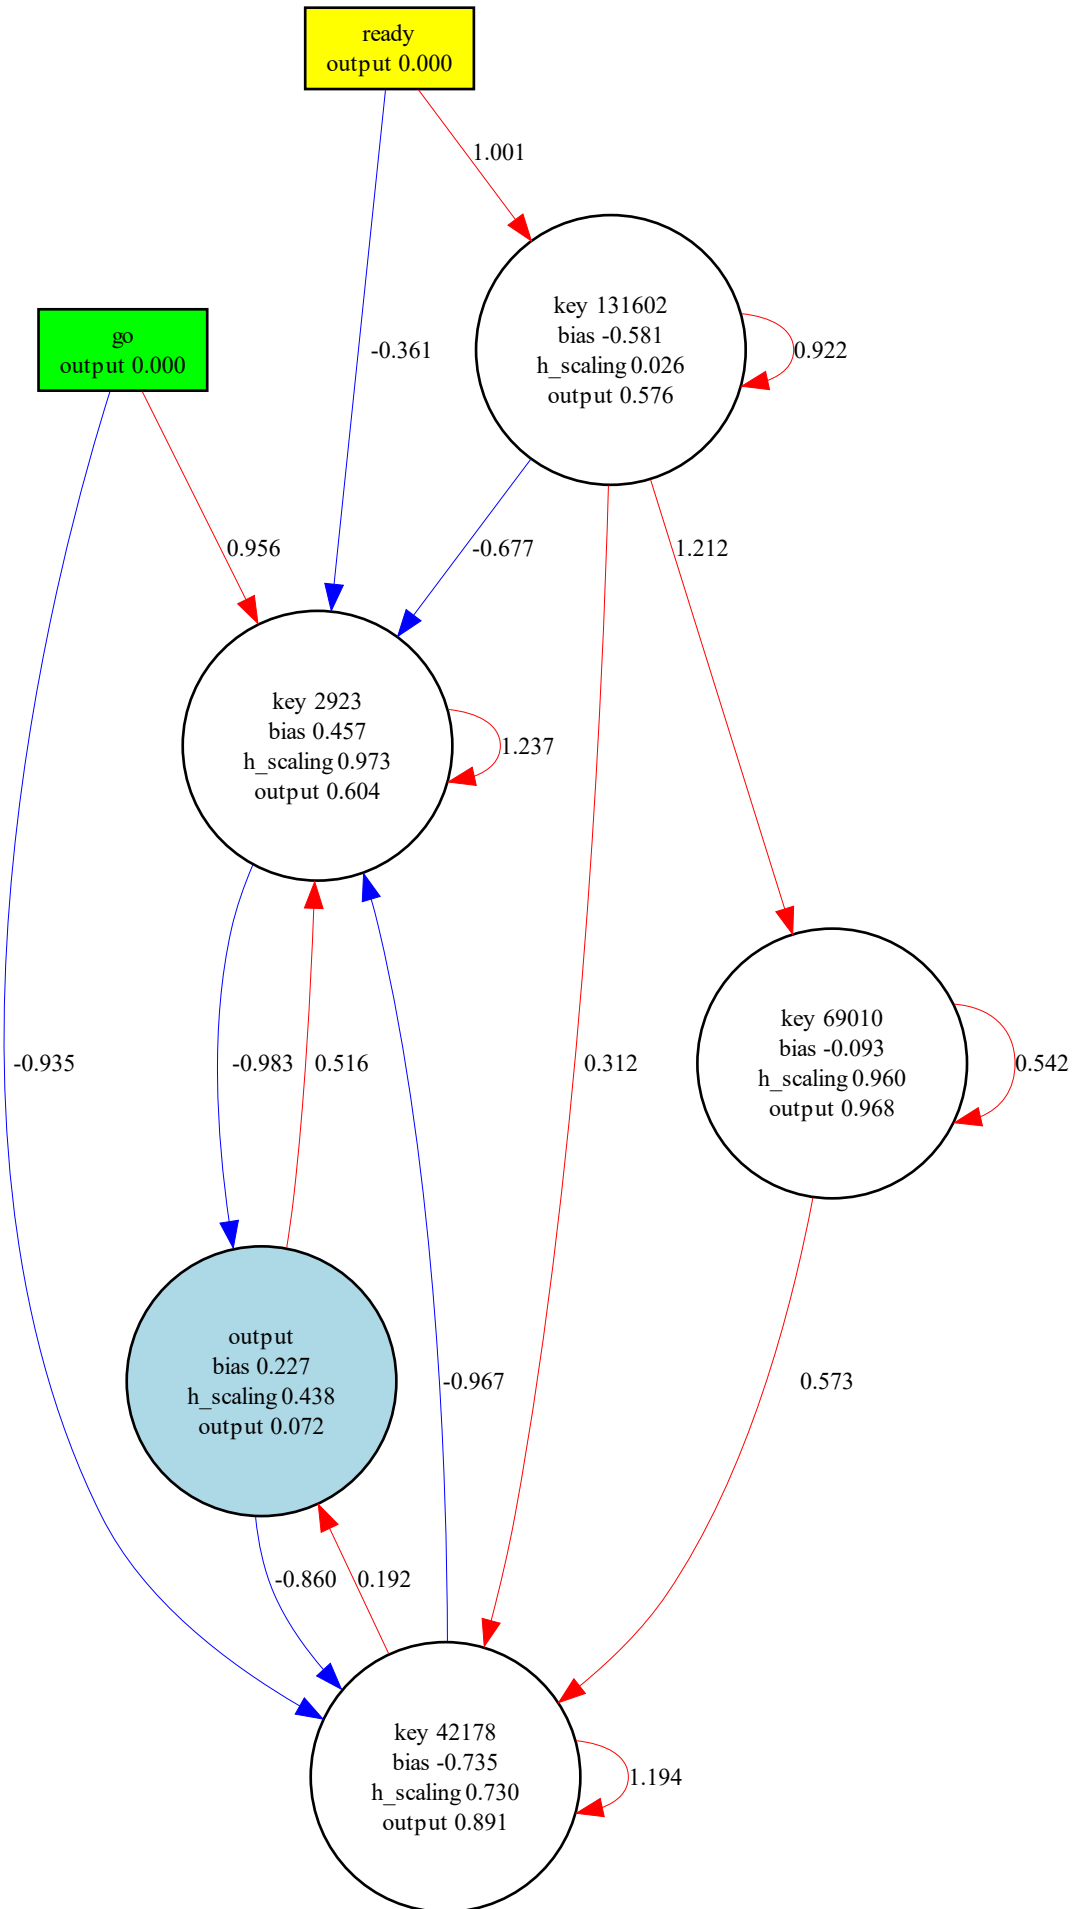 ready
output 0.000
1.001
key 131602
bias -0.581
h_scaling 0.026
output 0.576
0.922
-0.361
go
output 0.000
0.956
-0.677
1.212
key 2923
bias 0.457
h_scaling 0.973
output 0.604
1.237
key 69010
bias -0.093
h_scaling 0.960
output 0.968
0.542
-0.935
-0.983
0.516
0.312
output
bias 0.227
h_scaling 0.438
output 0.072
-0.967
0.573
-0.860
0.192
key 42178
bias -0.735
h_scaling 0.730
output 0.891
1.194